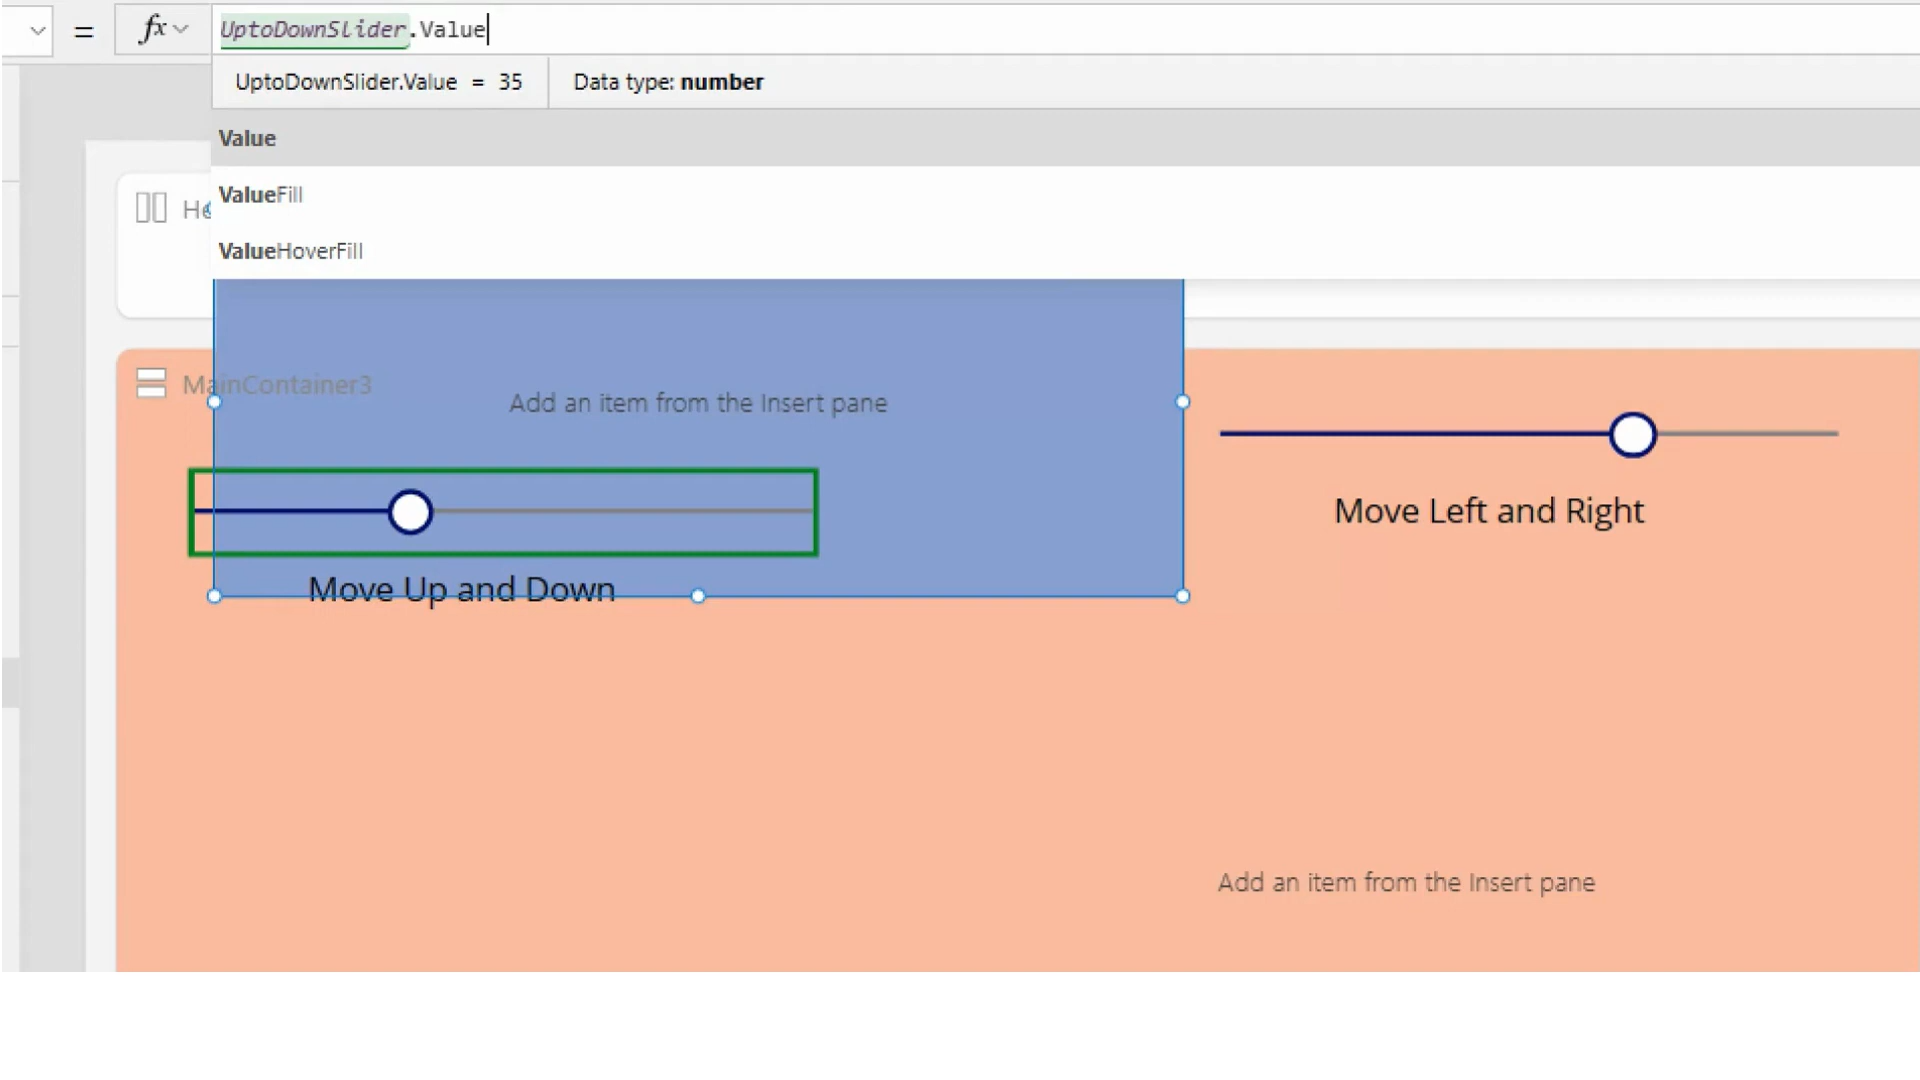 = fx UptoDownSlider.Value
UptoDownSlider.Value = 35 Data type: number
Value
ValueFill
ValueHoverFill
He
MainContainer3
Add an item from the Insert pane
Move Left and Right
Move Up and Down
Add an item from the Insert pane